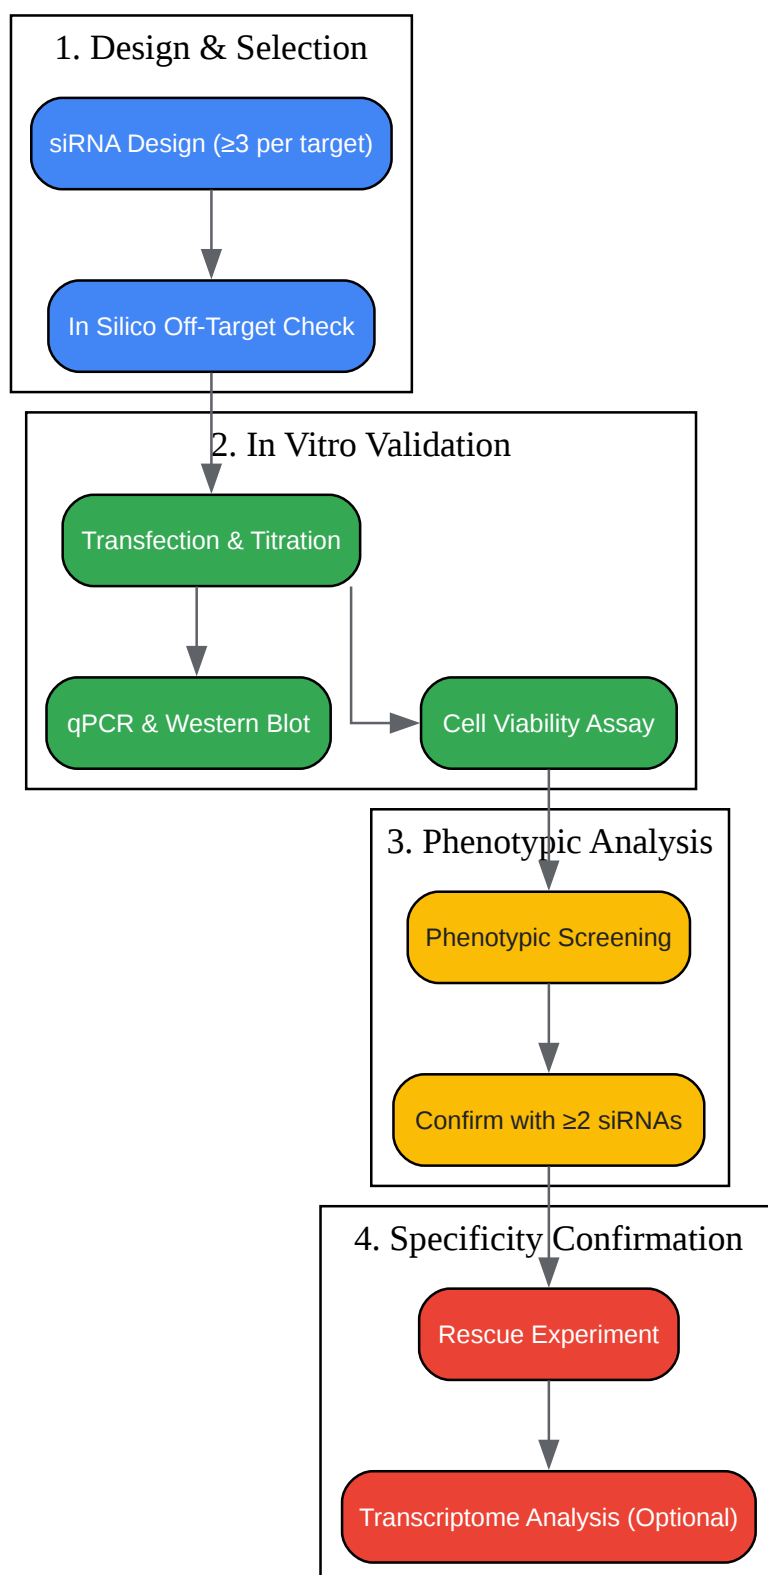 1. Design & Selection
siRNA Design (≥3 per target)
In Silico Off-Target Check
2. In Vitro Validation
Transfection & Titration
qPCR & Western Blot
Cell Viability Assay
3. Phenotypic Analysis
Phenotypic Screening
Confirm with ≥2 siRNAs
4. Specificity Confirmation
Rescue Experiment
Transcriptome Analysis (Optional)